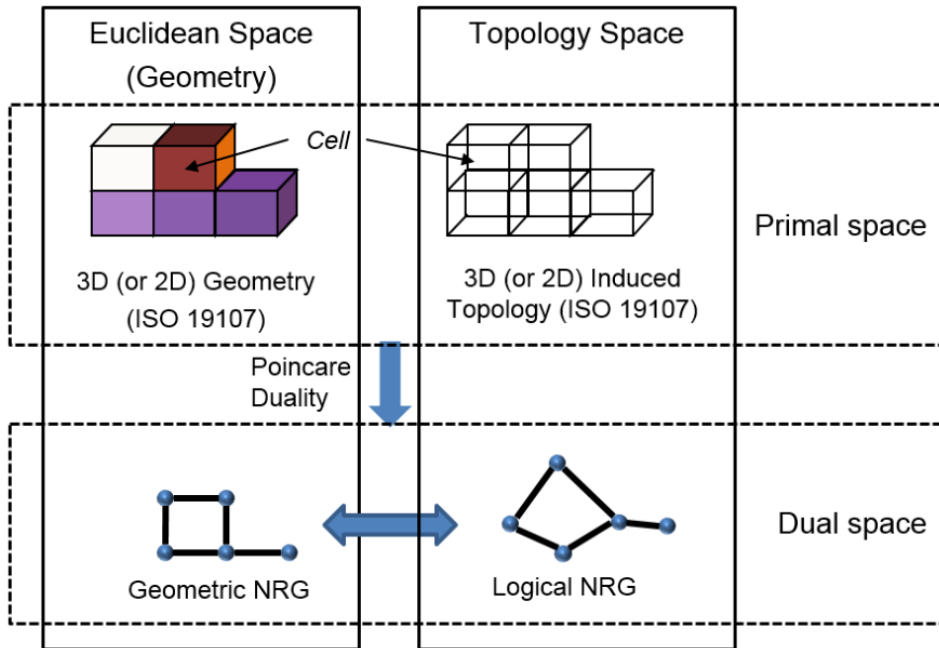 Euclidean Space
(Geometry)
Topology Space
Cell
3D (or 2D) Geometry
(ISO 19107)
3D (or 2D) Induced
Topology (ISO 19107)
Primal space
Poincare
Duality
Geometric NRG
Logical NRG
Dual space